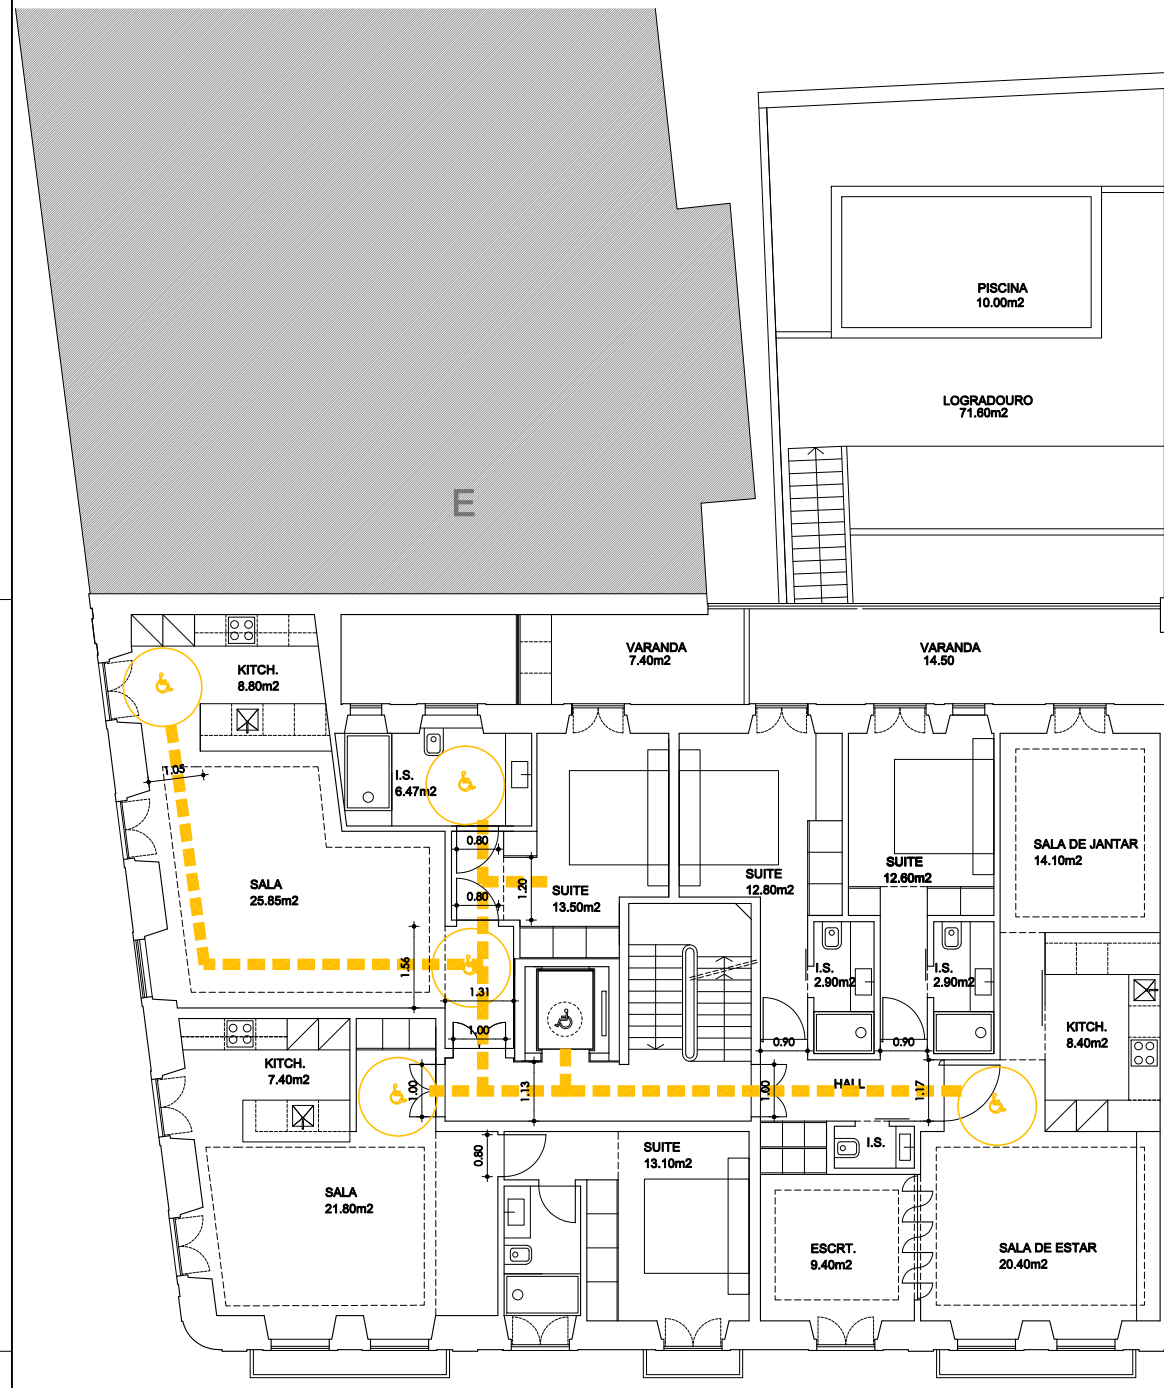 PISCINA
10.00m2
LOGRADOURO
71.60m2
E
VARANDA
7.40m2
VARANDA
14.50
KITCH.
8.80m2
1.05
I.S.
6.47m2
0.80
0.80
1.20
SUITE
13.50m2
SUITE
12.80m2
SUITE
12.60m2
SALA DE JANTAR
14.10m2
SALA
25.85m2
1.56
1.31
1.00
I.S.
2.90m2
I.S.
2.90m2
0.90
0.90
KITCH.
8.40m2
KITCH.
7.40m2
1.00
1.13
1.00
HALL
1.17
I.S.
0.80
SUITE
13.10m2
SALA
21.80m2
ESCRT.
9.40m2
SALA DE ESTAR
20.40m2